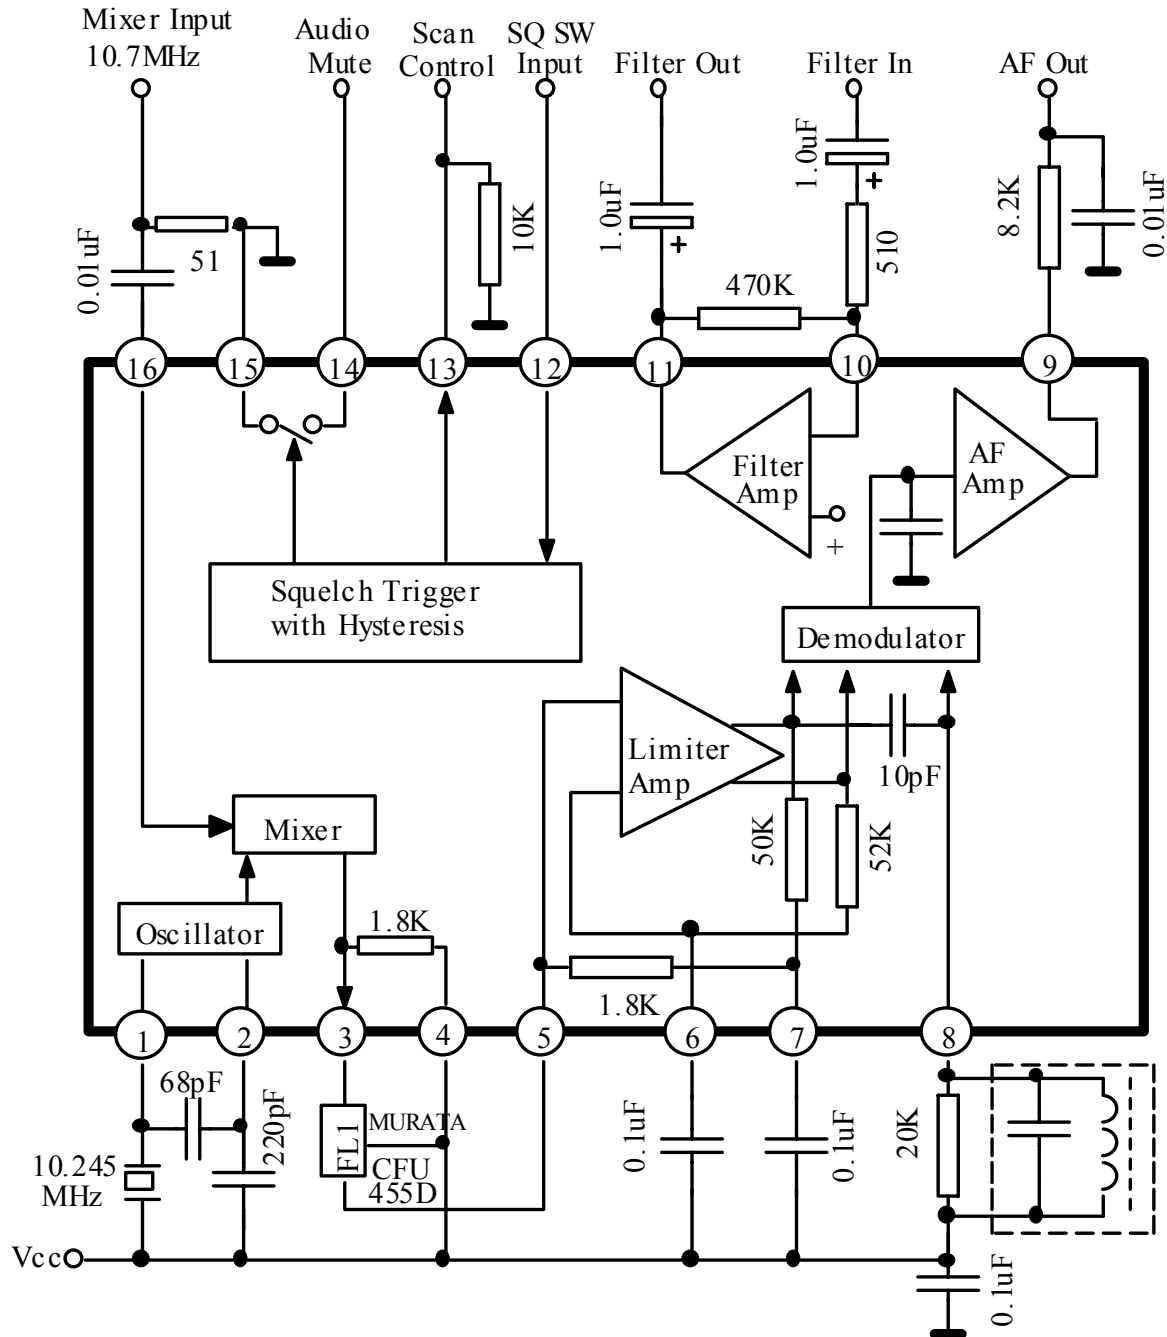 Mixer Input
10.7MHz
Audio
Mute
Scan
Control
SQ SW
Input
Filter Out
Filter In
AF Out
1.0uF
+
1.0uF
+
8.2K
0.01uF
10K
51
0.01uF
510
470K
16
15
14
13
12
11
10
9
Filter
Amp
+
AF
Amp
Squelch Trigger
with Hysteresis
Demodulator
Limiter
Amp
10pF
50K
52K
Mixer
Oscillator
1.8K
1.8K
1
2
3
4
5
6
7
8
68pF
220pF
10.245
MHz
FL1
MURATA
CFU
455D
0.1uF
0.1uF
20K
Vcc
0.1uF